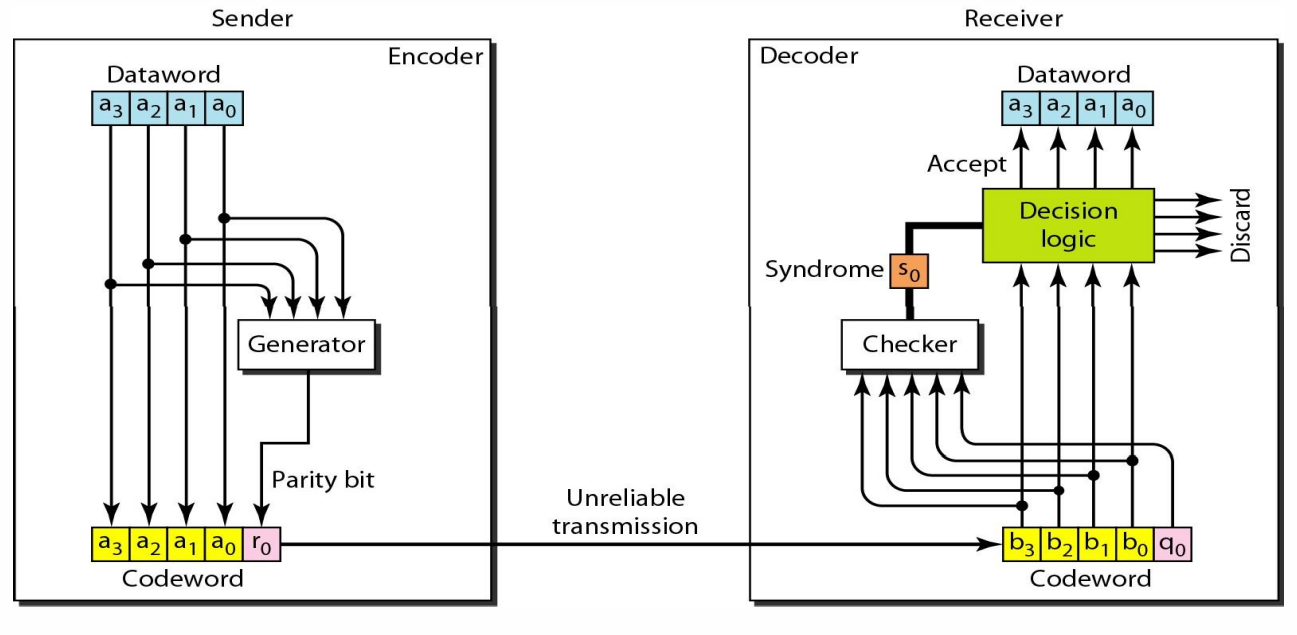 Sender
Encoder
Dataword
a3 a2 a1 a0
Generator
Parity bit
a3 a2 a1 a0 r0
Codeword
Unreliable
transmission
Receiver
Decoder
Dataword
a3 a2 a1 a0
Accept
Decision
logic
Discard
Syndrome s0
Checker
b3 b2 b1 b0 q0
Codeword